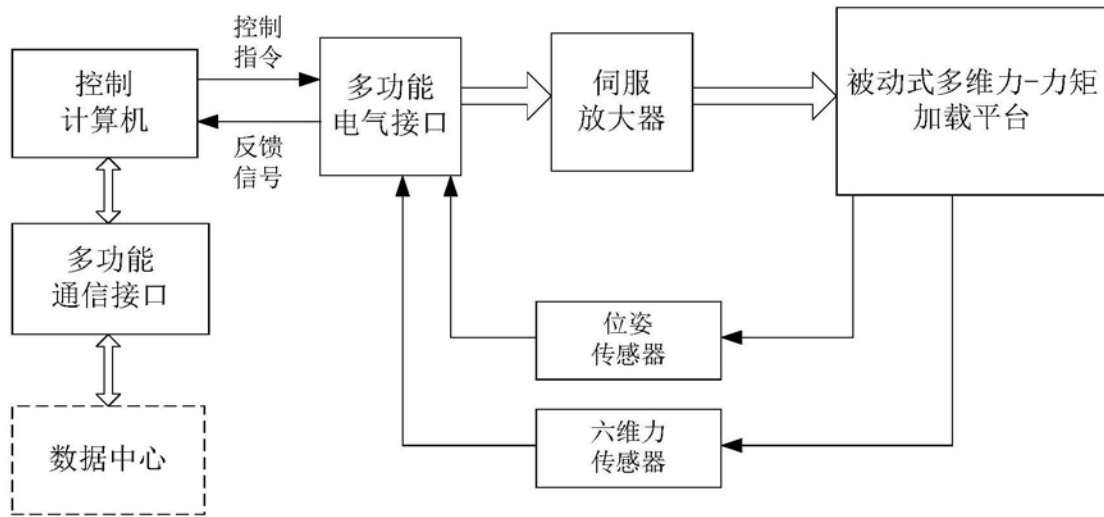 控制
指令
控制
计算机
多功能
电气接口
伺服
放大器
被动式多维力-力矩
加载平台
反馈
信号
多功能
通信接口
位姿
传感器
六维力
传感器
数据中心